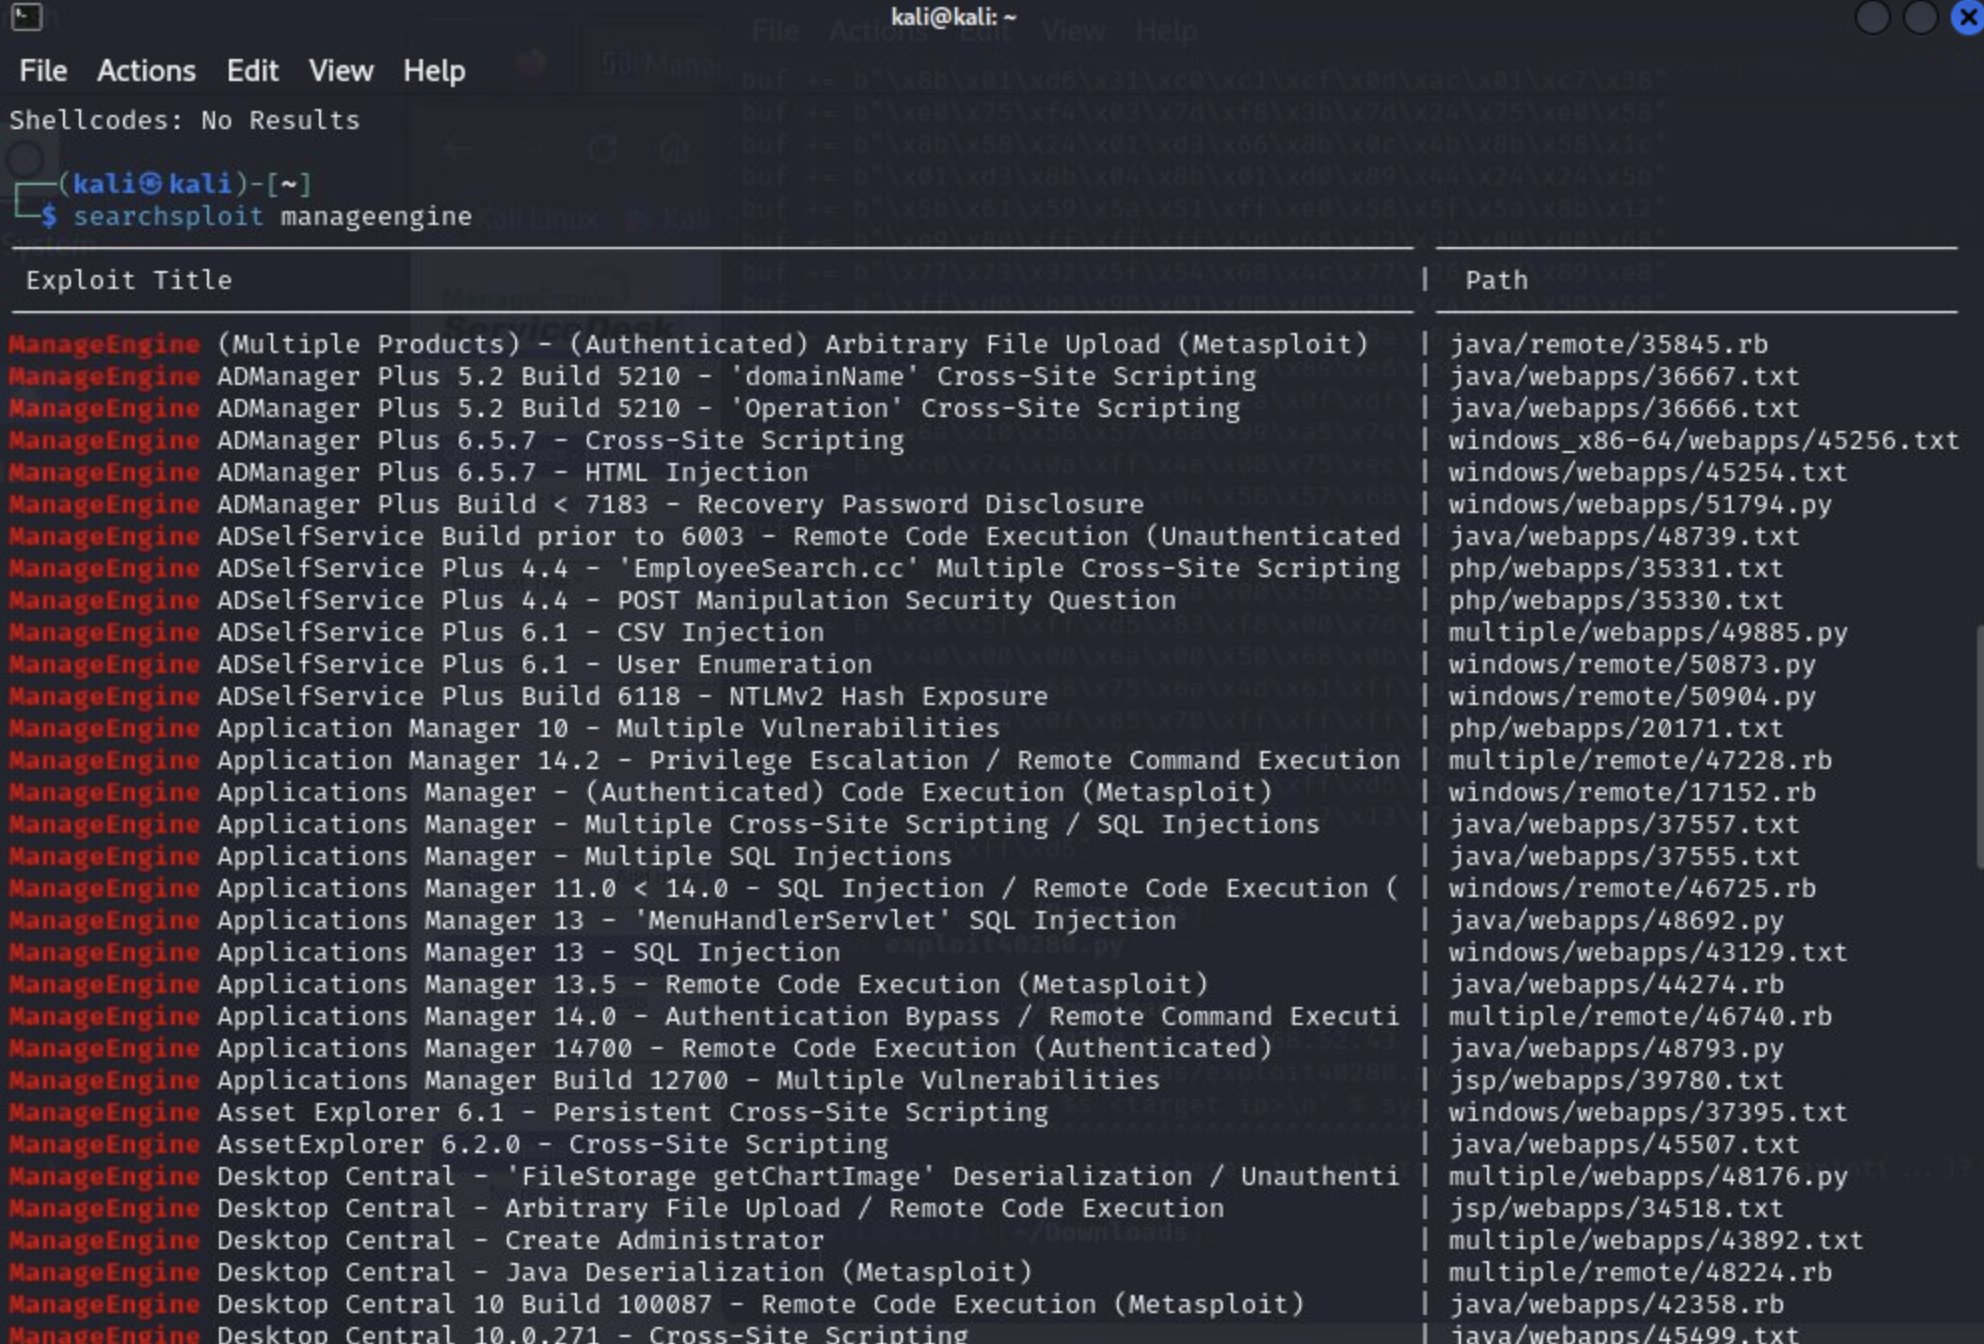 kali@kali: ~
File Actions Edit View Help
Shellcodes: No Results
(kali㉿kali)-[~]
$ searchsploit manageengine
Exploit Title | Path
ManageEngine (Multiple Products) - (Authenticated) Arbitrary File Upload (Metasploit) | java/remote/35845.rb
ManageEngine ADManager Plus 5.2 Build 5210 - 'domainName' Cross-Site Scripting | java/webapps/36667.txt
ManageEngine ADManager Plus 5.2 Build 5210 - 'Operation' Cross-Site Scripting | java/webapps/36666.txt
ManageEngine ADManager Plus 6.5.7 - Cross-Site Scripting | windows_x86-64/webapps/45256.txt
ManageEngine ADManager Plus 6.5.7 - HTML Injection | windows/webapps/45254.txt
ManageEngine ADManager Plus Build < 7183 - Recovery Password Disclosure | windows/webapps/51794.py
ManageEngine ADSelfService Build prior to 6003 - Remote Code Execution (Unauthenticated | java/webapps/48739.txt
ManageEngine ADSelfService Plus 4.4 - 'EmployeeSearch.cc' Multiple Cross-Site Scripting | php/webapps/35331.txt
ManageEngine ADSelfService Plus 4.4 - POST Manipulation Security Question | php/webapps/35330.txt
ManageEngine ADSelfService Plus 6.1 - CSV Injection | multiple/webapps/49885.py
ManageEngine ADSelfService Plus 6.1 - User Enumeration | windows/remote/50873.py
ManageEngine ADSelfService Plus Build 6118 - NTLMv2 Hash Exposure | windows/remote/50904.py
ManageEngine Application Manager 10 - Multiple Vulnerabilities | php/webapps/20171.txt
ManageEngine Application Manager 14.2 - Privilege Escalation / Remote Command Execution | multiple/remote/47228.rb
ManageEngine Applications Manager - (Authenticated) Code Execution (Metasploit) | windows/remote/17152.rb
ManageEngine Applications Manager - Multiple Cross-Site Scripting / SQL Injections | java/webapps/37557.txt
ManageEngine Applications Manager - Multiple SQL Injections | java/webapps/37555.txt
ManageEngine Applications Manager 11.0 < 14.0 - SQL Injection / Remote Code Execution ( | windows/remote/46725.rb
ManageEngine Applications Manager 13 - 'MenuHandlerServlet' SQL Injection | java/webapps/48692.py
ManageEngine Applications Manager 13 - SQL Injection | windows/webapps/43129.txt
ManageEngine Applications Manager 13.5 - Remote Code Execution (Metasploit) | java/webapps/44274.rb
ManageEngine Applications Manager 14.0 - Authentication Bypass / Remote Command Executi | multiple/remote/46740.rb
ManageEngine Applications Manager 14700 - Remote Code Execution (Authenticated) | java/webapps/48793.py
ManageEngine Applications Manager Build 12700 - Multiple Vulnerabilities | jsp/webapps/39780.txt
ManageEngine Asset Explorer 6.1 - Persistent Cross-Site Scripting | windows/webapps/37395.txt
ManageEngine AssetExplorer 6.2.0 - Cross-Site Scripting | java/webapps/45507.txt
ManageEngine Desktop Central - 'FileStorage getChartImage' Deserialization / Unauthenti | multiple/webapps/48176.py
ManageEngine Desktop Central - Arbitrary File Upload / Remote Code Execution | jsp/webapps/34518.txt
ManageEngine Desktop Central - Create Administrator | multiple/webapps/43892.txt
ManageEngine Desktop Central - Java Deserialization (Metasploit) | multiple/remote/48224.rb
ManageEngine Desktop Central 10 Build 100087 - Remote Code Execution (Metasploit) | java/webapps/42358.rb
ManageEngine Desktop Central 10.0.271 - Cross-Site Scripting | java/webapps/45499.txt